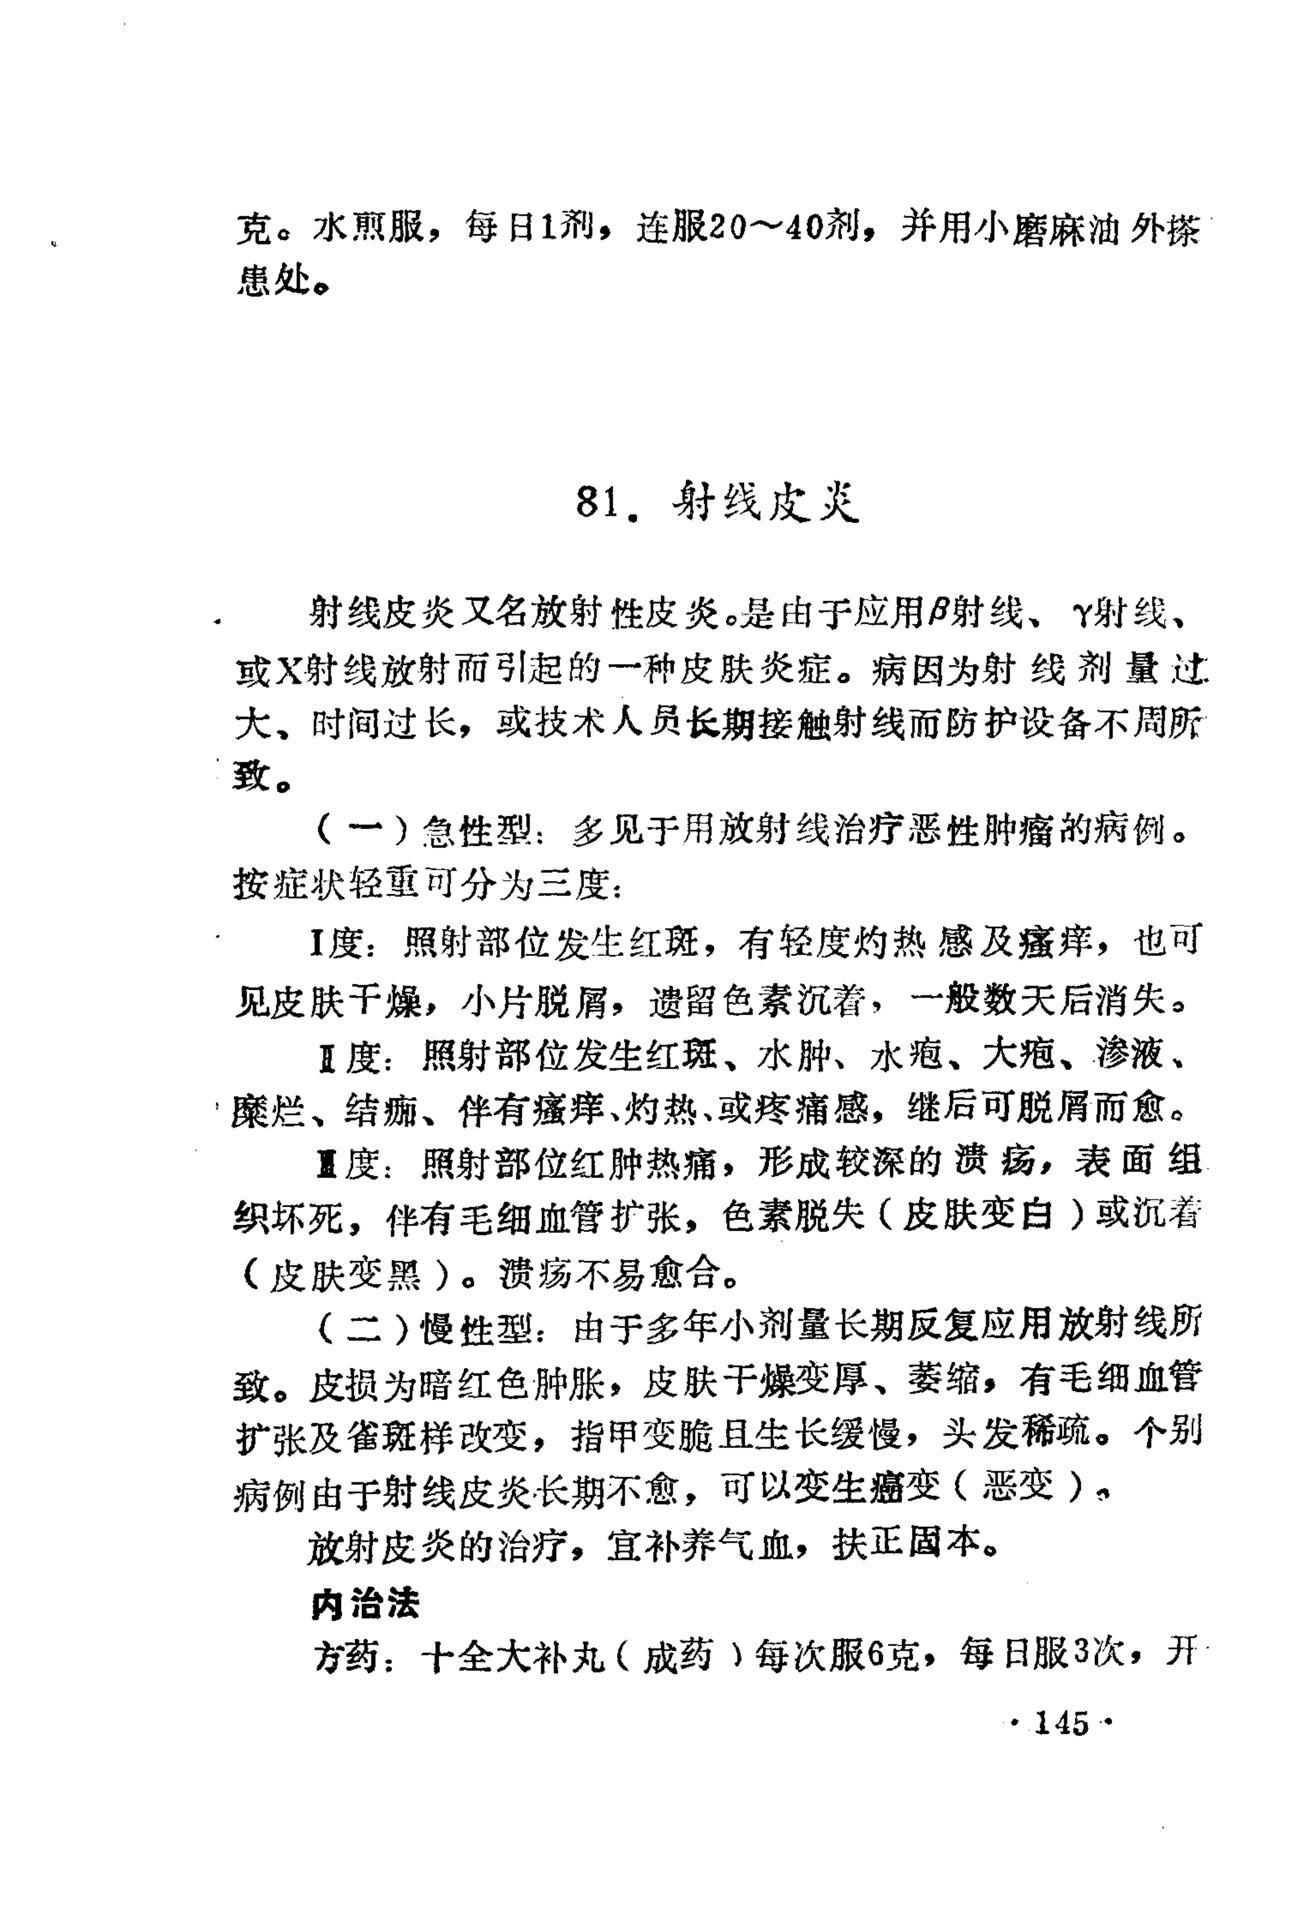 克。水煎服，每日1剂，连服20～40剂，并用小磨麻油外搽
患处。
81．射线皮炎
射线皮炎又名放射性皮炎。是由于应用β射线、γ射线、
或X射线放射而引起的一种皮肤炎症。病因为射线剂量过
大、时间过长，或技术人员长期接触射线而防护设备不周所
致。
（一）急性型：多见于用放射线治疗恶性肿瘤的病例。
按症状轻重可分为三度：
Ⅰ度：照射部位发生红斑，有轻度灼热感及瘙痒，也可
见皮肤干燥，小片脱屑，遗留色素沉着，一般数天后消失。
Ⅱ度：照射部位发生红斑、水肿、水疱、大疱、渗液、
糜烂、结痂、伴有瘙痒、灼热、或疼痛感，继后可脱屑而愈。
Ⅲ度：照射部位红肿热痛，形成较深的溃疡，表面组
织坏死，伴有毛细血管扩张，色素脱失（皮肤变白）或沉着
（皮肤变黑）。溃疡不易愈合。
（二）慢性型：由于多年小剂量长期反复应用放射线所
致。皮损为暗红色肿胀，皮肤干燥变厚、萎缩，有毛细血管
扩张及雀斑样改变，指甲变脆且生长缓慢，头发稀疏。个别
病例由于射线皮炎长期不愈，可以变生癌变（恶变）。
放射皮炎的治疗，宜补养气血，扶正固本。
内治法
方药：十全大补丸（成药）每次服6克，每日服3次，开
·145·